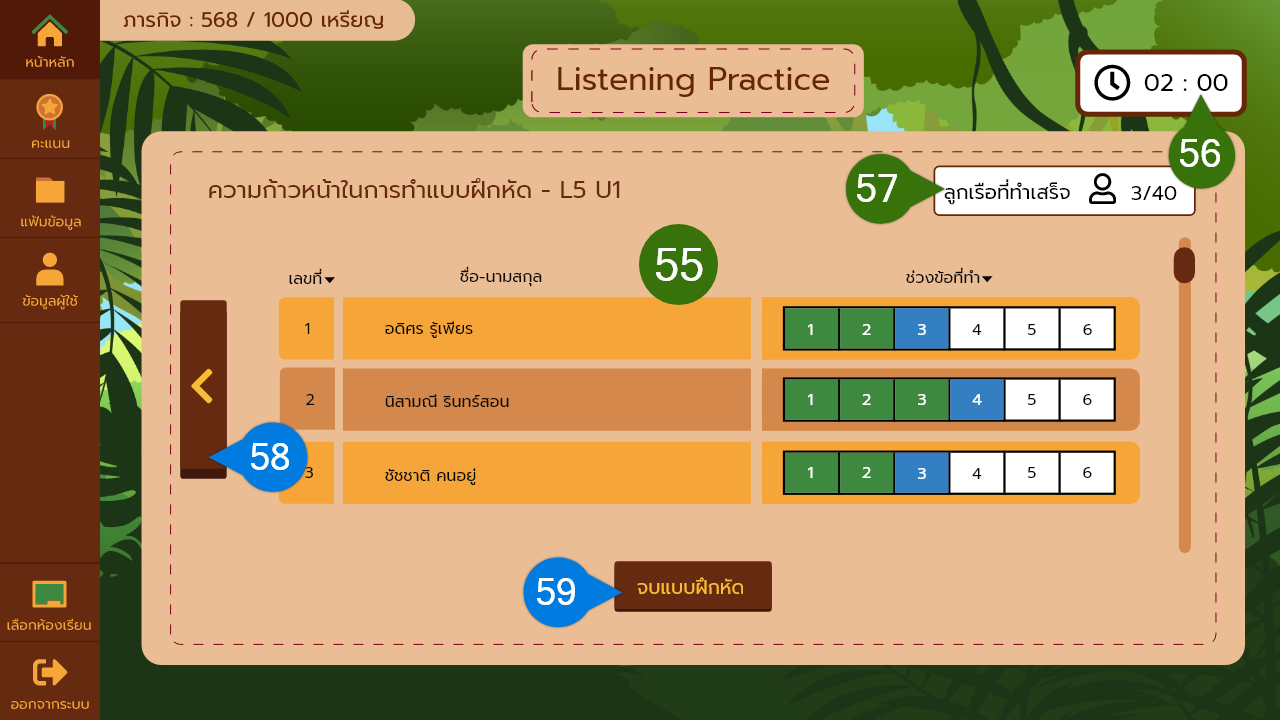 ภารกิจ : 568 / 1000 เหรียญ
หน้าหลัก
คะแนน
แฟ้มข้อมูล
ข้อมูลผู้ใช้
เลือกห้องเรียน
ออกจากระบบ
Listening Practice
02 : 00
56
ความก้าวหน้าในการทำแบบฝึกหัด - L5 U1
57
ลูกเรือที่ทำเสร็จ 3/40
55
เลขที่ ชื่อ-นามสกุล ช่วงข้อที่ทำ
1 อดิศร รู้เพียร 1 2 3 4 5 6
2 นิสามณี รินทร์สอน 1 2 3 4 5 6
58
3 ชัชชาติ คนอยู่ 1 2 3 4 5 6
59
จบแบบฝึกหัด